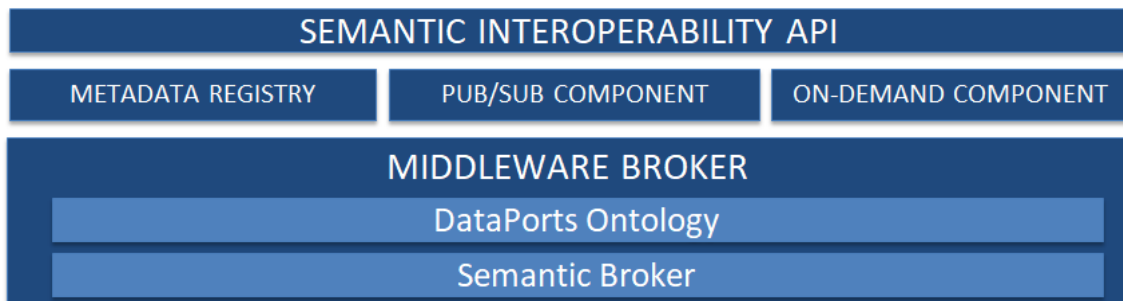 SEMANTIC INTEROPERABILITY API
METADATA REGISTRY
PUB/SUB COMPONENT
ON-DEMAND COMPONENT
MIDDLEWARE BROKER
DataPorts Ontology
Semantic Broker